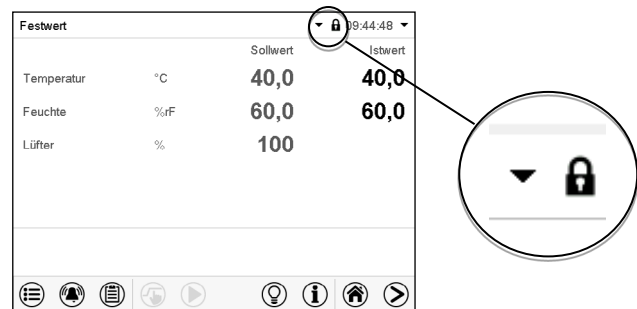 Festwert 09:44:48
Sollwert Istwert
Temperatur °C 40,0 40,0
Feuchte %rF 60,0 60,0
Lüfter % 100